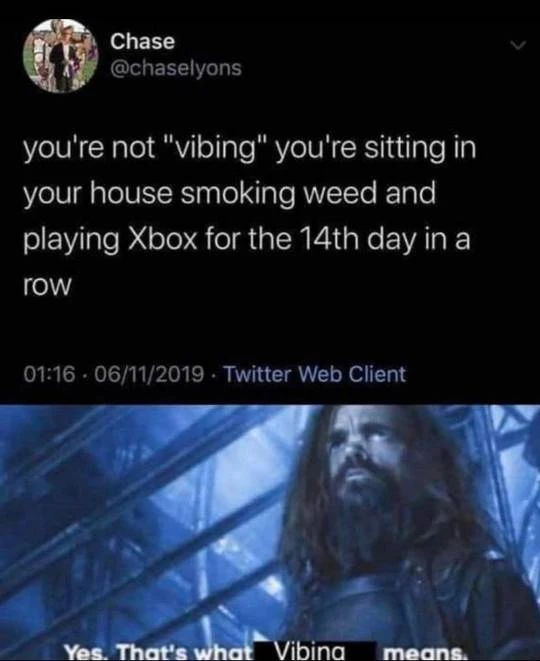 Chase
@chaselyons
you're not "vibing" you're sitting in
your house smoking weed and
playing Xbox for the 14th day in a
row
01:16 · 06/11/2019 · Twitter Web Client
Yes. That's what Vibing means.